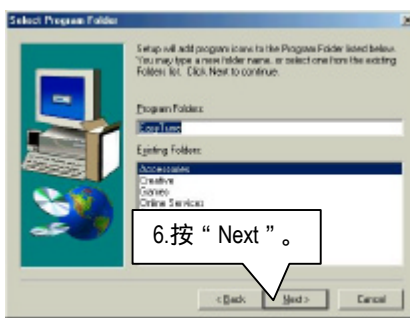 Select Program Folder
Setup will add program icons to the Program Folder listed below.
You may type a new folder name, or select one from the existing
Folders list. Click Next to continue.
Program Folders:
EasyTune
Existing Folders:
Accessories
Creative
Games
Online Services
6.按 “ Next ” 。
< Back
Next >
Cancel